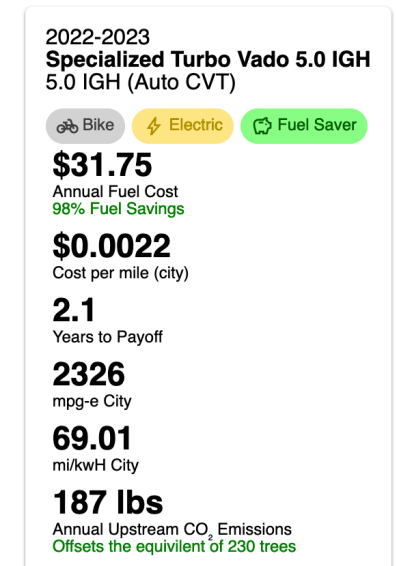 2022-2023
Specialized Turbo Vado 5.0 IGH
5.0 IGH (Auto CVT)
Bike Electric Fuel Saver
$31.75
Annual Fuel Cost
98% Fuel Savings
$0.0022
Cost per mile (city)
2.1
Years to Payoff
2326
mpg-e City
69.01
mi/kwH City
187 lbs
Annual Upstream CO₂ Emissions
Offsets the equivilent of 230 trees